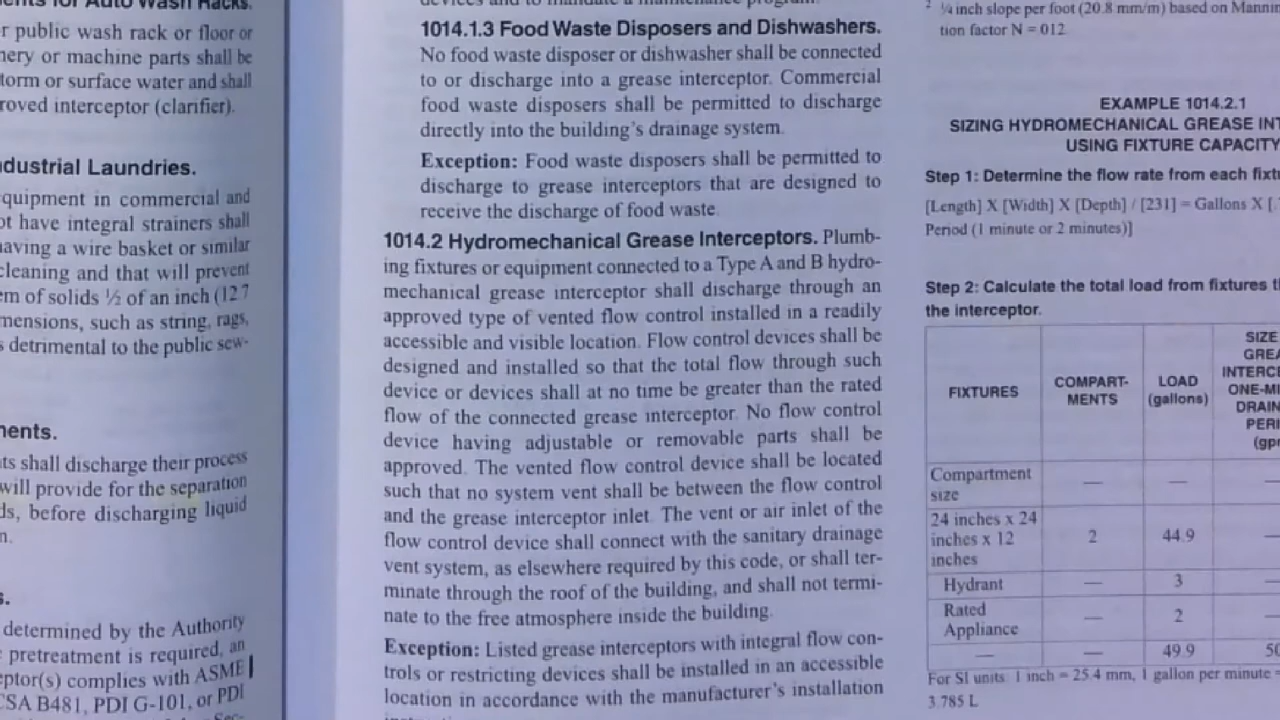 r public wash rack or floor or
nery or machine parts shall be
torm or surface water and shall
roved interceptor (clarifier).
ndustrial Laundries.
quipment in commercial and
ot have integral strainers shall
naving a wire basket or similar
cleaning and that will prevent
em of solids ½ of an inch (12 7
mensions, such as string, rags,
s detrimental to the public sew-
nents.
ts shall discharge their process
will provide for the separation
ds, before discharging liquid
n.
s.
determined by the Authority
pretreatment is required, an
eptor(s) complies with ASME
CSA B481, PDI G-101, or PDI
1014.1.3 Food Waste Disposers and Dishwashers.
No food waste disposer or dishwasher shall be connected
to or discharge into a grease interceptor. Commercial
food waste disposers shall be permitted to discharge
directly into the building's drainage system.
Exception: Food waste disposers shall be permitted to
discharge to grease interceptors that are designed to
receive the discharge of food waste
1014.2 Hydromechanical Grease Interceptors. Plumb-
ing fixtures or equipment connected to a Type A and B hydro-
mechanical grease interceptor shall discharge through an
approved type of vented flow control installed in a readily
accessible and visible location. Flow control devices shall be
designed and installed so that the total flow through such
device or devices shall at no time be greater than the rated
flow of the connected grease interceptor. No flow control
device having adjustable or removable parts shall be
approved. The vented flow control device shall be located
such that no system vent shall be between the flow control
and the grease interceptor inlet. The vent or air inlet of the
flow control device shall connect with the sanitary drainage
vent system, as elsewhere required by this code, or shall ter-
minate through the roof of the building, and shall not termi-
nate to the free atmosphere inside the building.
Exception: Listed grease interceptors with integral flow con-
trols or restricting devices shall be installed in an accessible
location in accordance with the manufacturer's installation
2 ¼ inch slope per foot (20.8 mm/m) based on Mannin
tion factor N = 012
EXAMPLE 1014.2.1
SIZING HYDROMECHANICAL GREASE INT
USING FIXTURE CAPACITY
Step 1: Determine the flow rate from each fixtu
[Length] X [Width] X [Depth] / [231] = Gallons X [.
Period (1 minute or 2 minutes)]
Step 2: Calculate the total load from fixtures t
the interceptor.
FIXTURES
COMPART-
MENTS
LOAD
(gallons)
SIZE
GREA
INTERCE
ONE-MI
DRAIN
PERI
(gp
Compartment
size
— — —
24 inches x 24
inches x 12
inches
2 44.9 —
Hydrant — 3 —
Rated
Appliance
— 2 —
— 49.9 50
For SI units 1 inch = 25.4 mm, 1 gallon per minute =
3.785 L